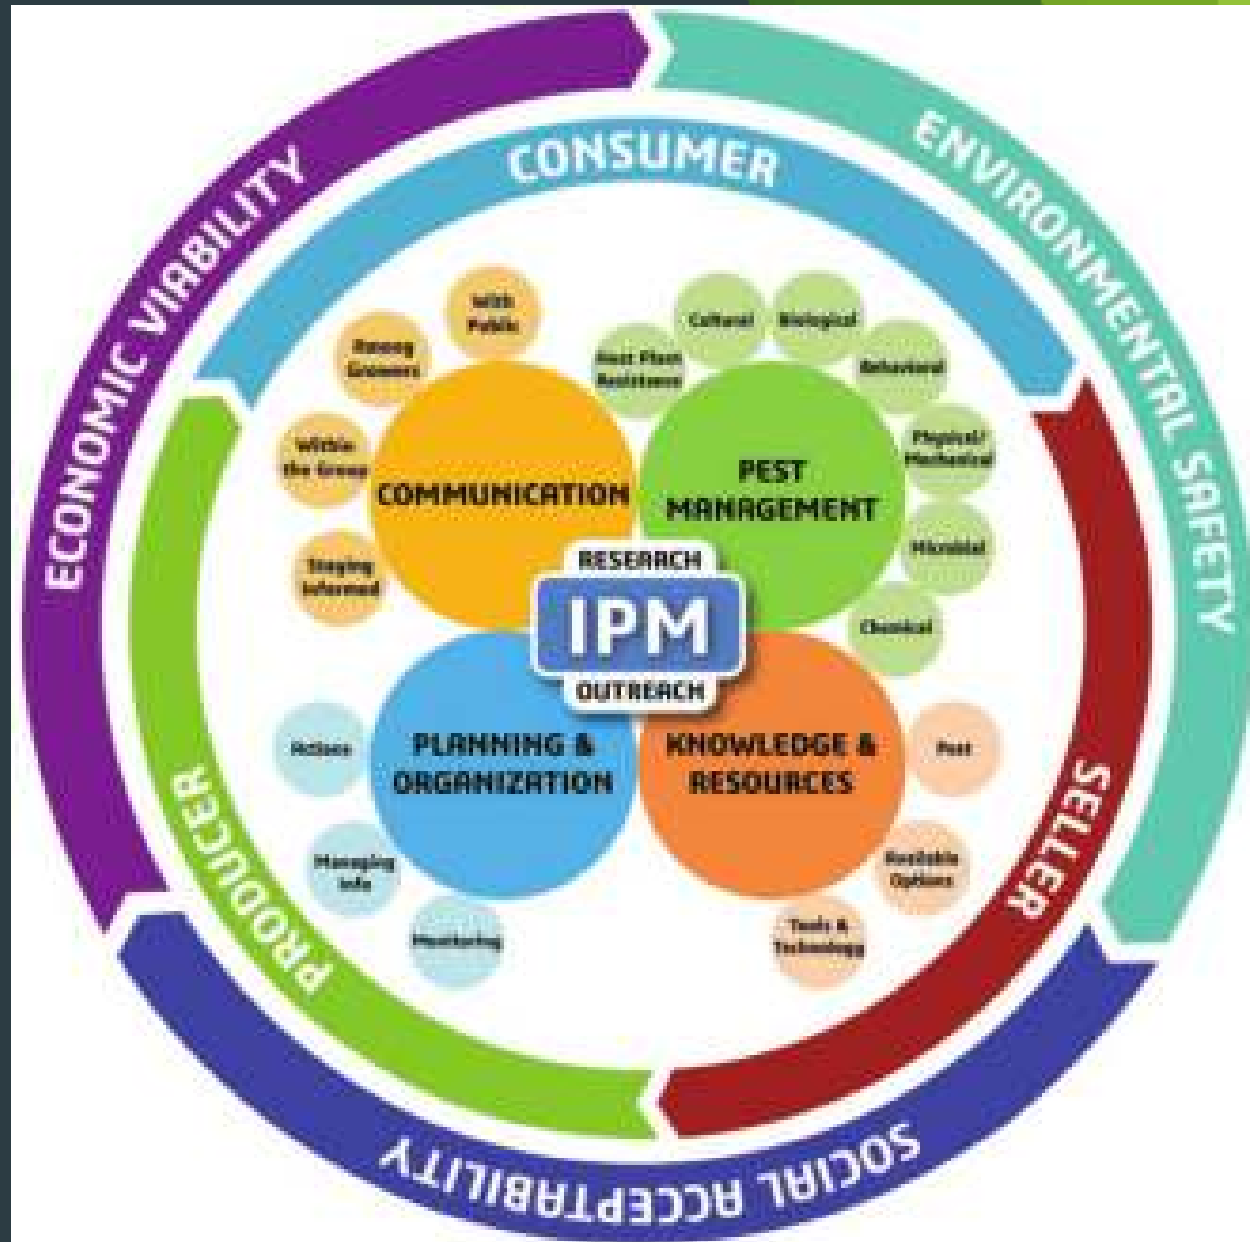 ECONOMIC VIABILITY
ENVIRONMENTAL SAFETY
SOCIAL ACCEPTABILITY
CONSUMER
SELLER
PRODUCER
COMMUNICATION
With
Public
Among
Growers
Within
the Group
Staying
Informed
PEST
MANAGEMENT
Host Plant
Resistance
Cultural
Biological
Behavioral
Physical/
Mechanical
Microbial
Chemical
RESEARCH
IPM
OUTREACH
PLANNING &
ORGANIZATION
Actions
Managing
Info
Monitoring
KNOWLEDGE &
RESOURCES
Pest
Available
Options
Tools &
Technology